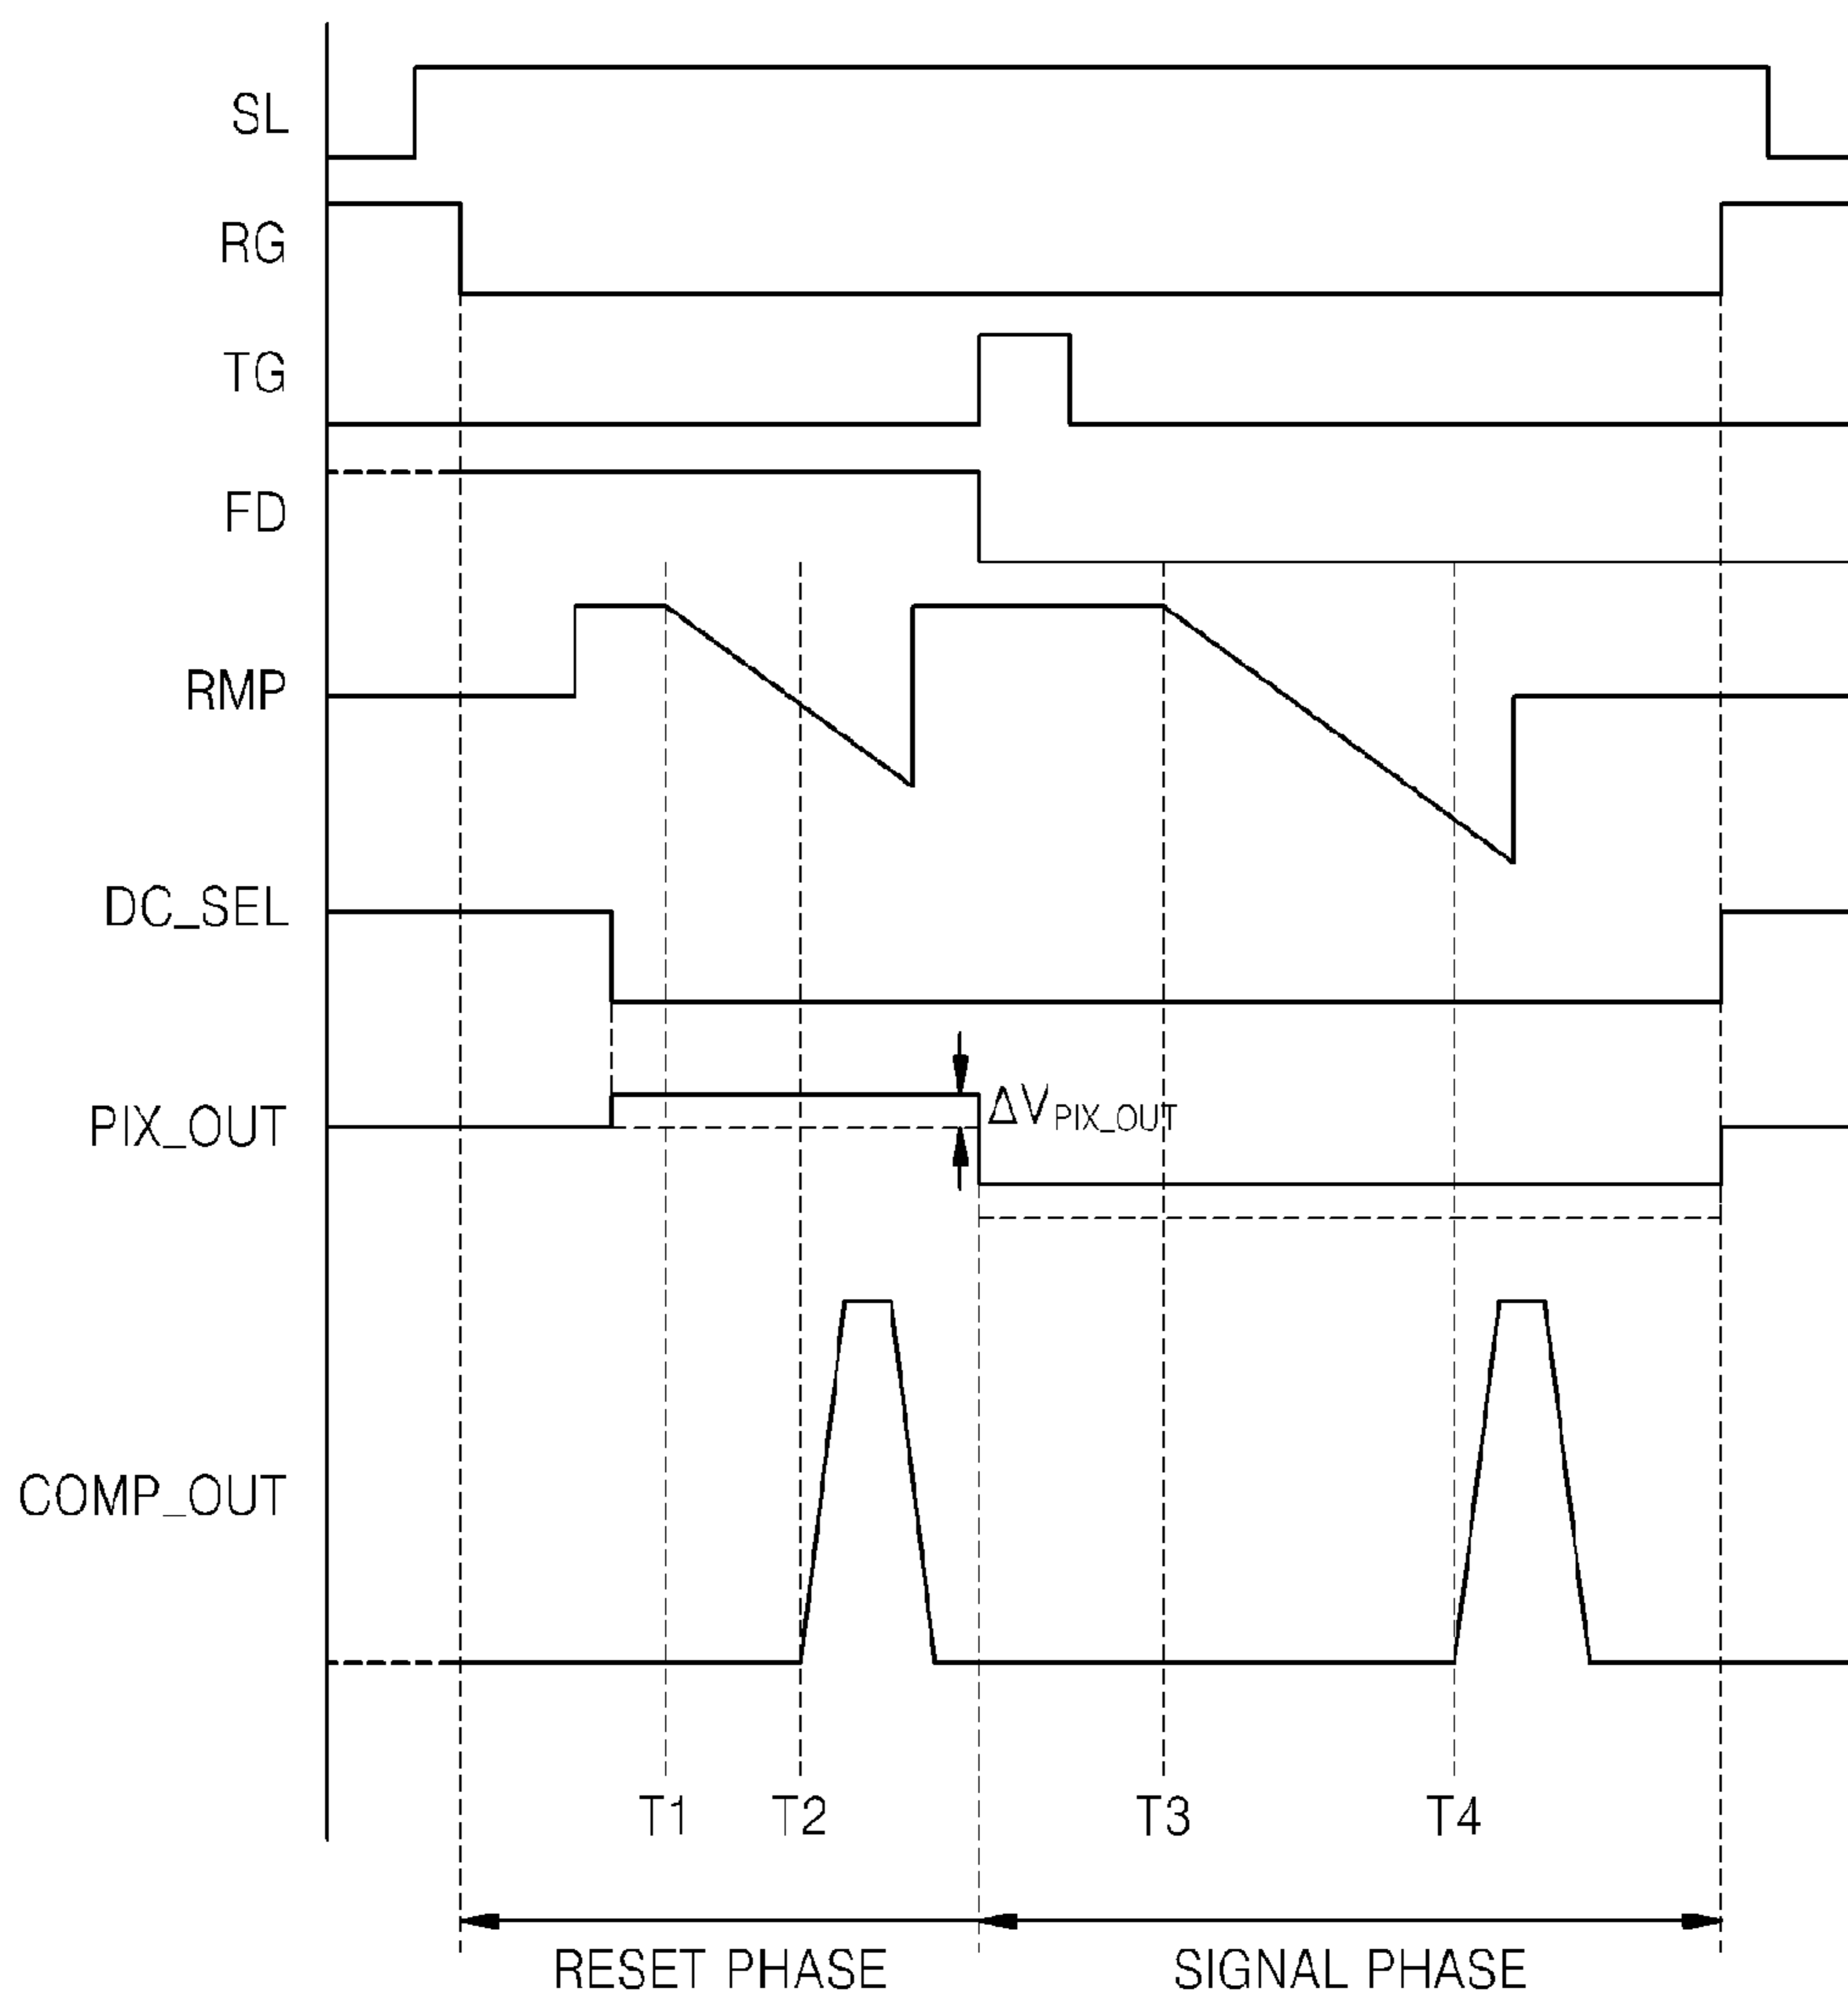 SL
RG
TG
FD
RMP
DC_SEL
PIX_OUT
ΔVPIX_OUT
COMP_OUT
T1 T2 T3 T4
RESET PHASE SIGNAL PHASE